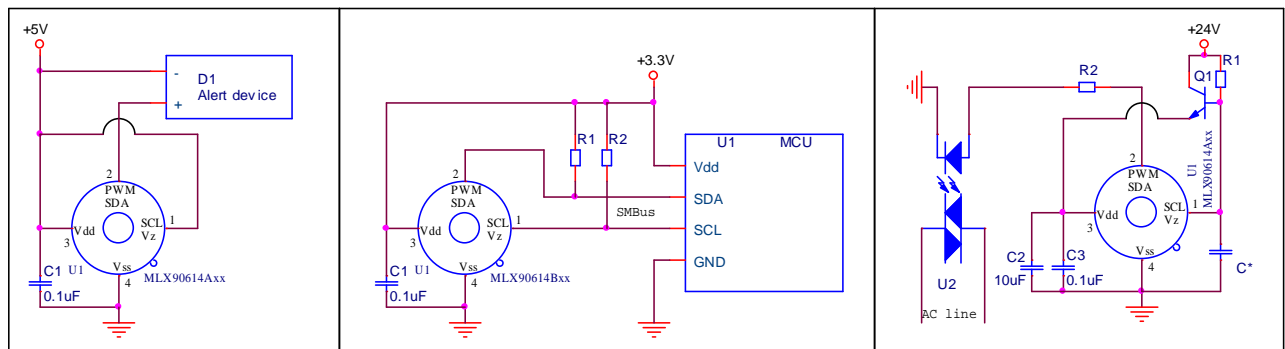 +5V
D1
-
Alert device
+
2
PWM
SDA
SCL
1
Vz
Vdd
3
Vss
C1
U1
4
MLX90614Axx
0.1uF
+3.3V
R1
R2
U1
MCU
Vdd
2
PWM
SDA
SDA
SMBus
SCL
1
Vz
SCL
Vdd
3
GND
Vss
C1
U1
4
MLX90614Bxx
0.1uF
+24V
R1
R2
Q1
U1
MLX90614Axx
2
PWM
SDA
SCL
1
Vz
Vdd
3
Vss
C2
C3
4
C*
10uF
0.1uF
U2
AC line